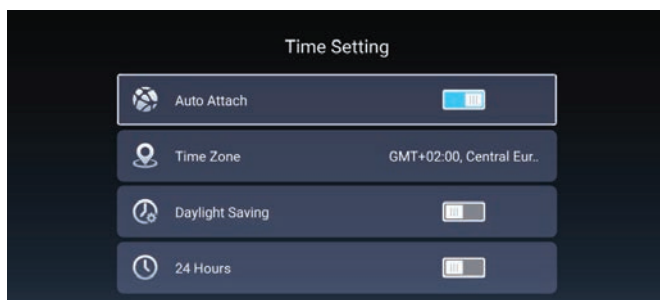 Time Setting
Auto Attach
Time Zone GMT+02:00, Central Eur..
Daylight Saving
24 Hours